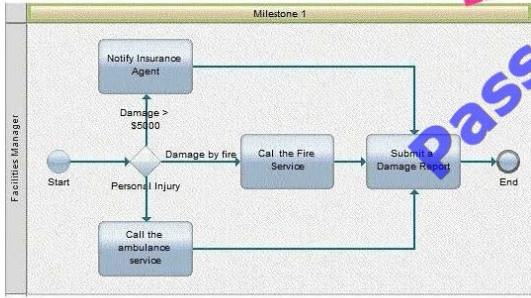 Milestone 1
Facilities Manager
Notify Insurance
Agent
Damage >
$5000
Start
Personal Injury
Damage by fire
Cal the Fire
Service
Submit a
Damage Report
End
Call the
ambulance
service
Pass